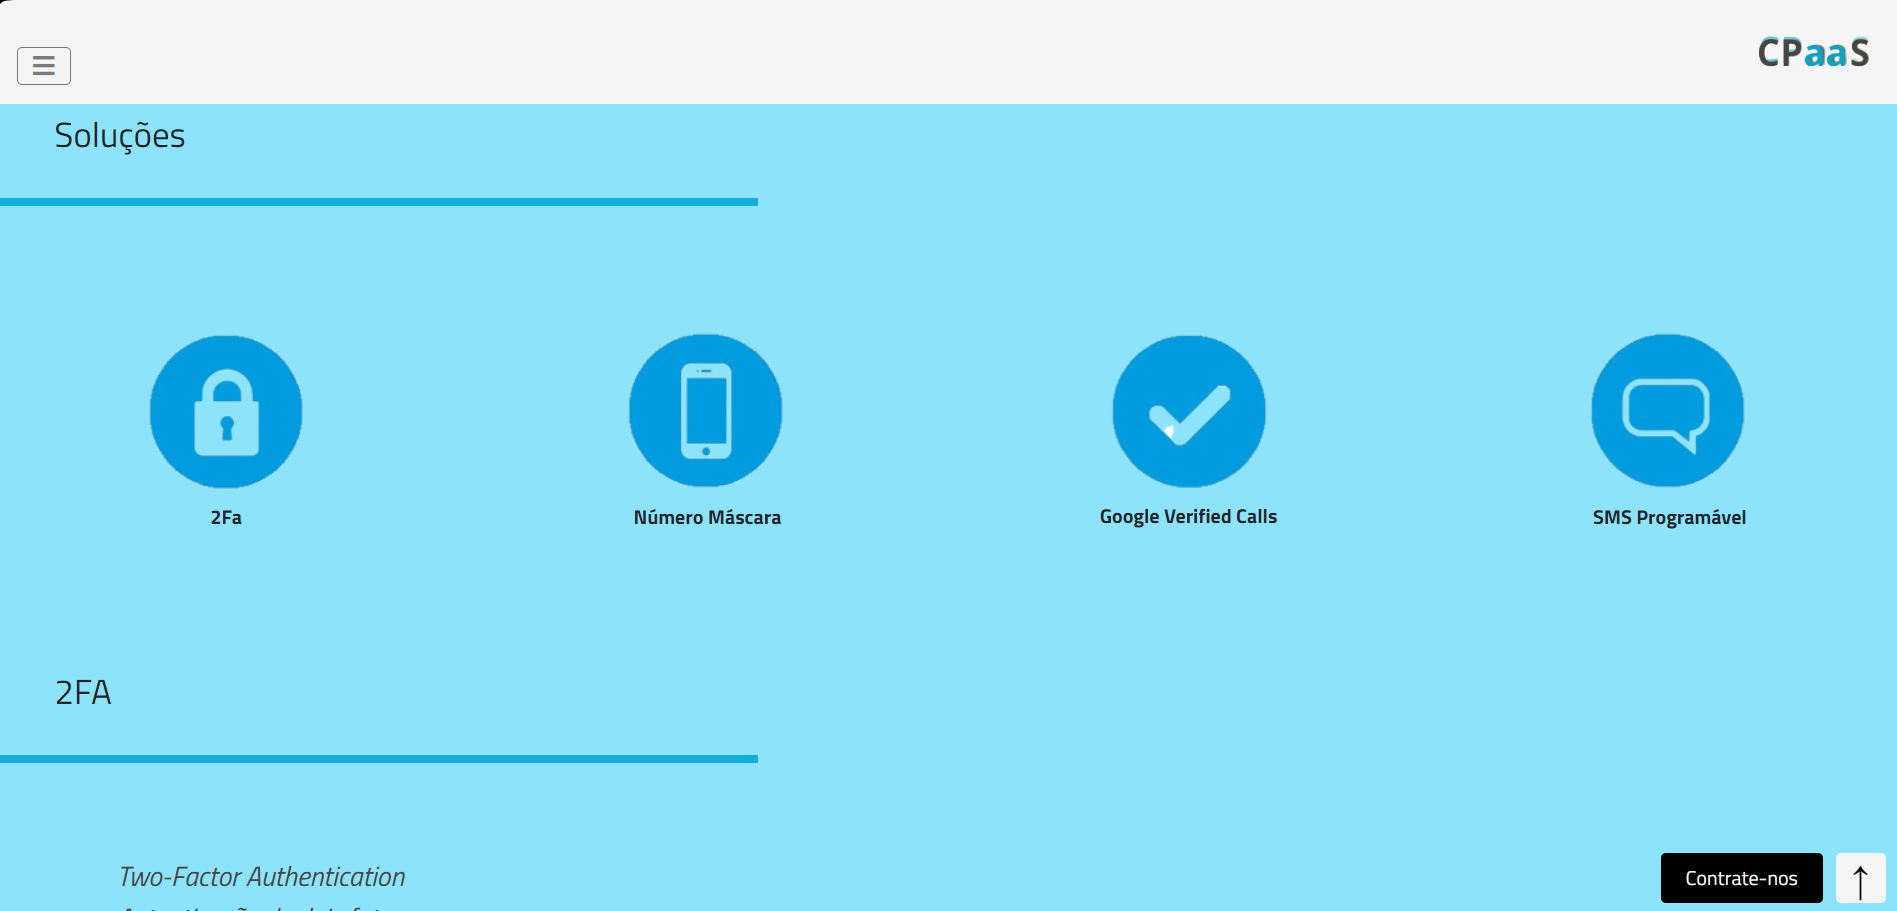 CPaaS
Soluções
2Fa
Número Máscara
Google Verified Calls
SMS Programável
2FA
Two-Factor Authentication
Contrate-nos